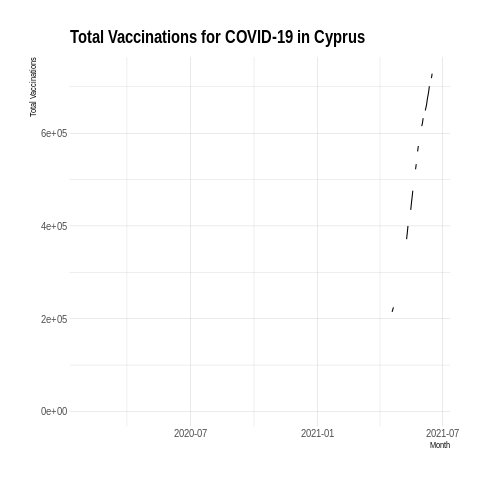 Total Vaccinations for COVID-19 in Cyprus
Total Vaccinations
6e+05
4e+05
2e+05
0e+00
2020-07
2021-01
2021-07
Month